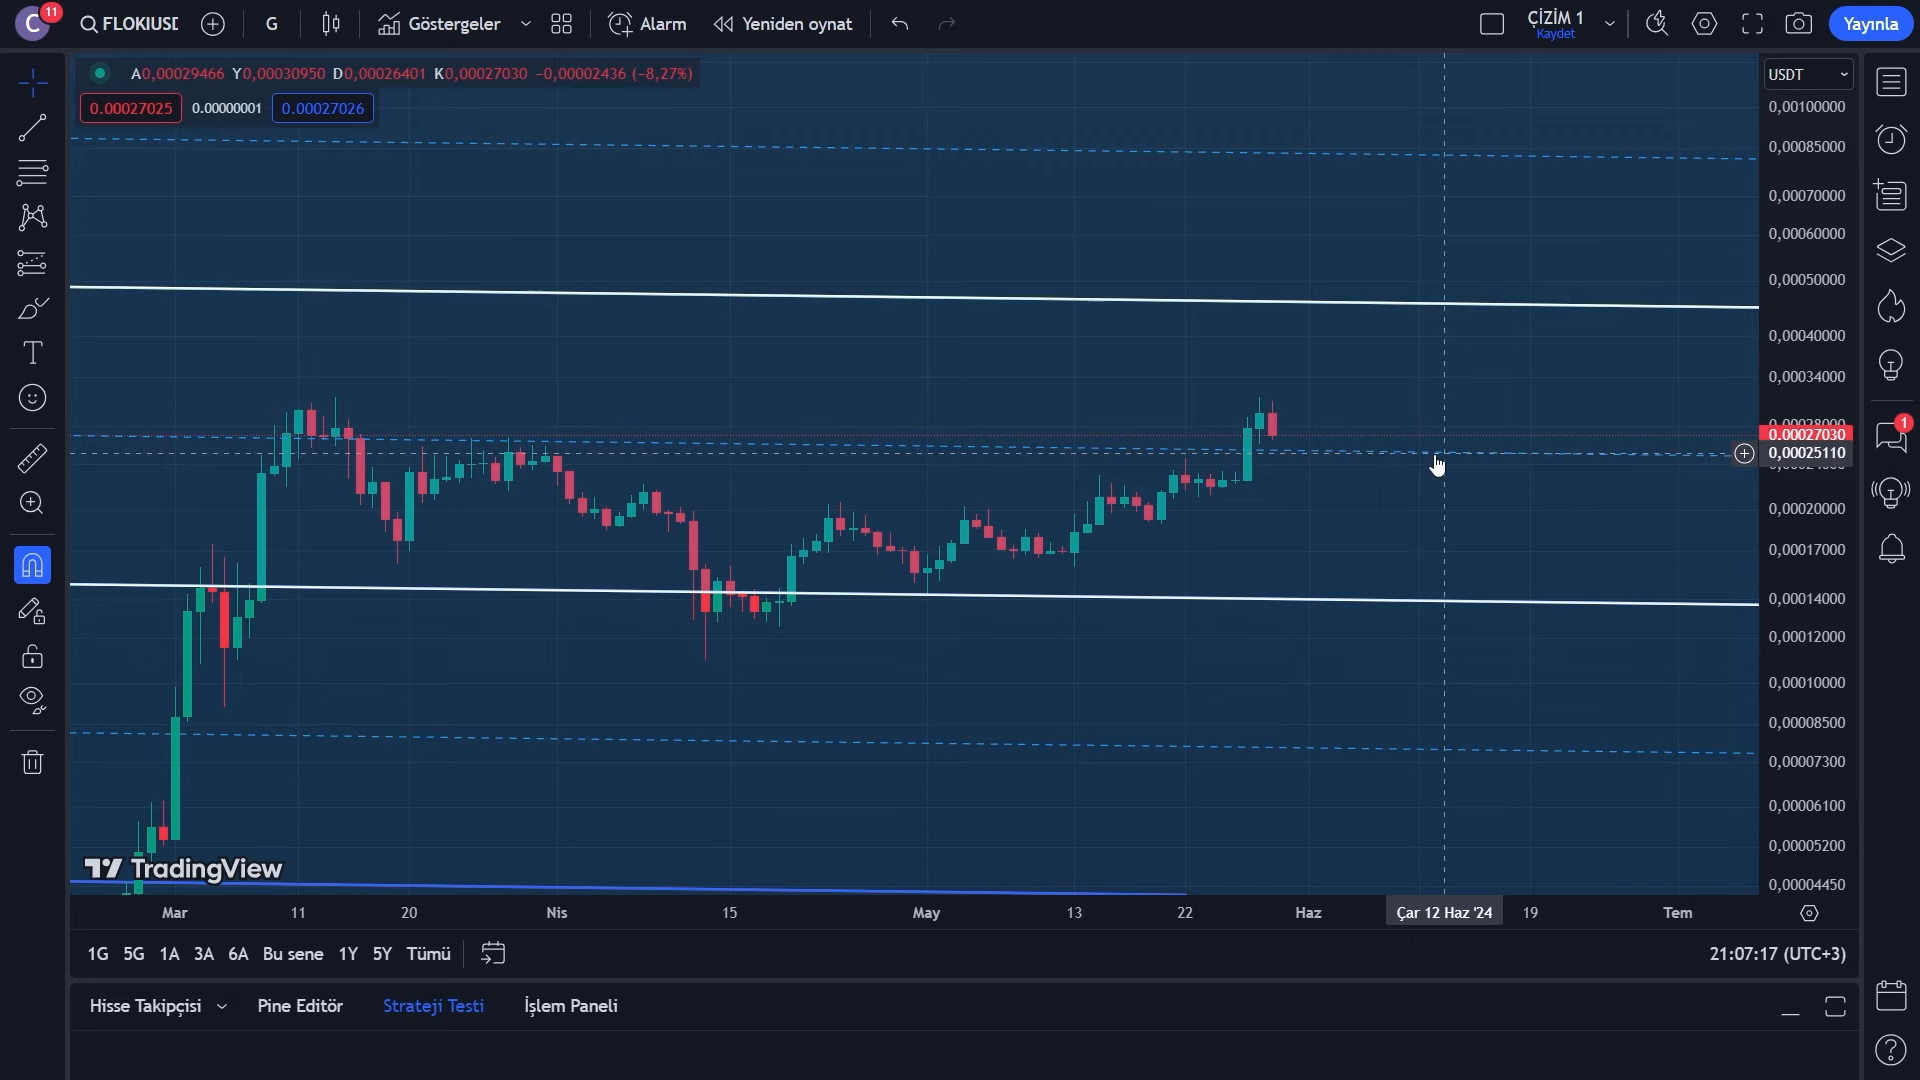 C
11
FLOKIUSD
G
Göstergeler
Alarm
Yeniden oynat
ÇİZİM 1
Kaydet
Yayınla
A0,00029466 Y0,00030950 D0,00026401 K0,00027030 −0,00002436 (−8,27%)
0.00027025
0.00000001
0.00027026
USDT
0,00100000
0,00085000
0,00070000
0,00060000
0,00050000
0,00040000
0,00034000
0.00027030
0,00025110
0,00020000
0,00017000
0,00014000
0,00012000
0,00010000
0,00008500
0,00007300
0,00006100
0,00005200
0,00004450
1
TradingView
Mar
11
20
Nis
15
May
13
22
Haz
Çar 12 Haz '24
19
Tem
1G 5G 1A 3A 6A Bu sene 1Y 5Y Tümü
21:07:17 (UTC+3)
Hisse Takipçisi
Pine Editör
Strateji Testi
İşlem Paneli